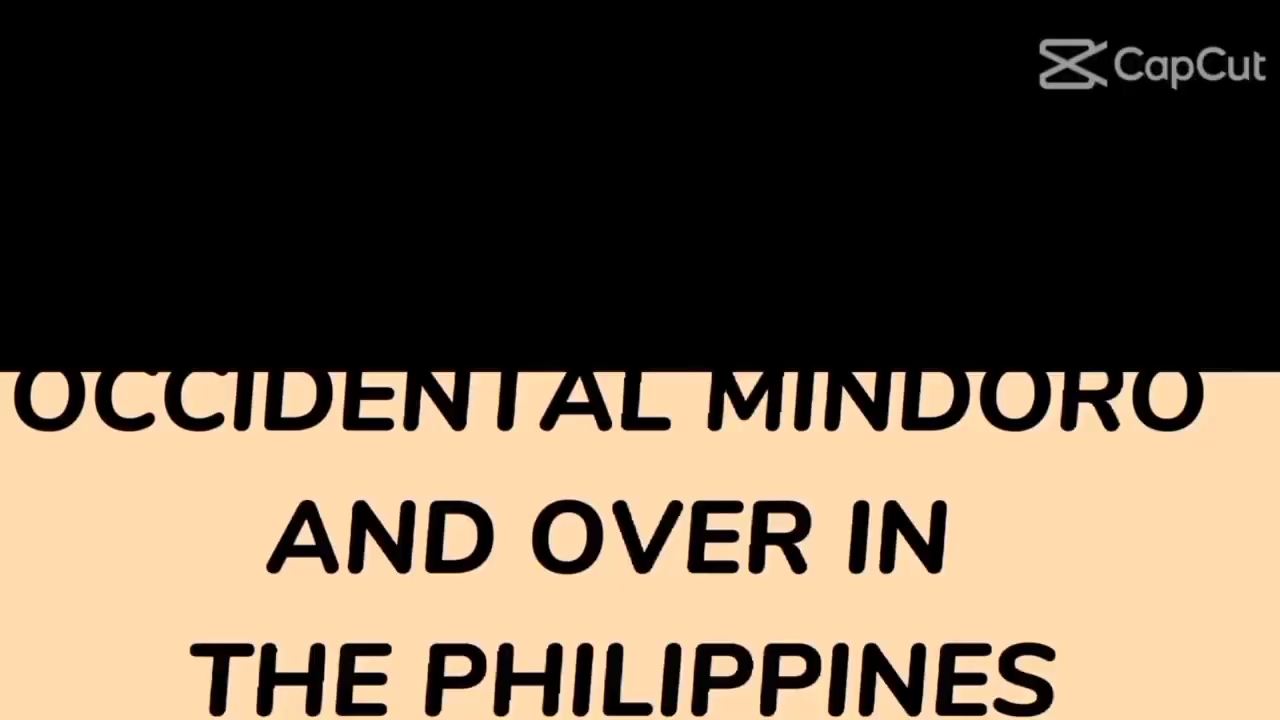 CapCut
OCCIDENTAL MINDORO
AND OVER IN
THE PHILIPPINES